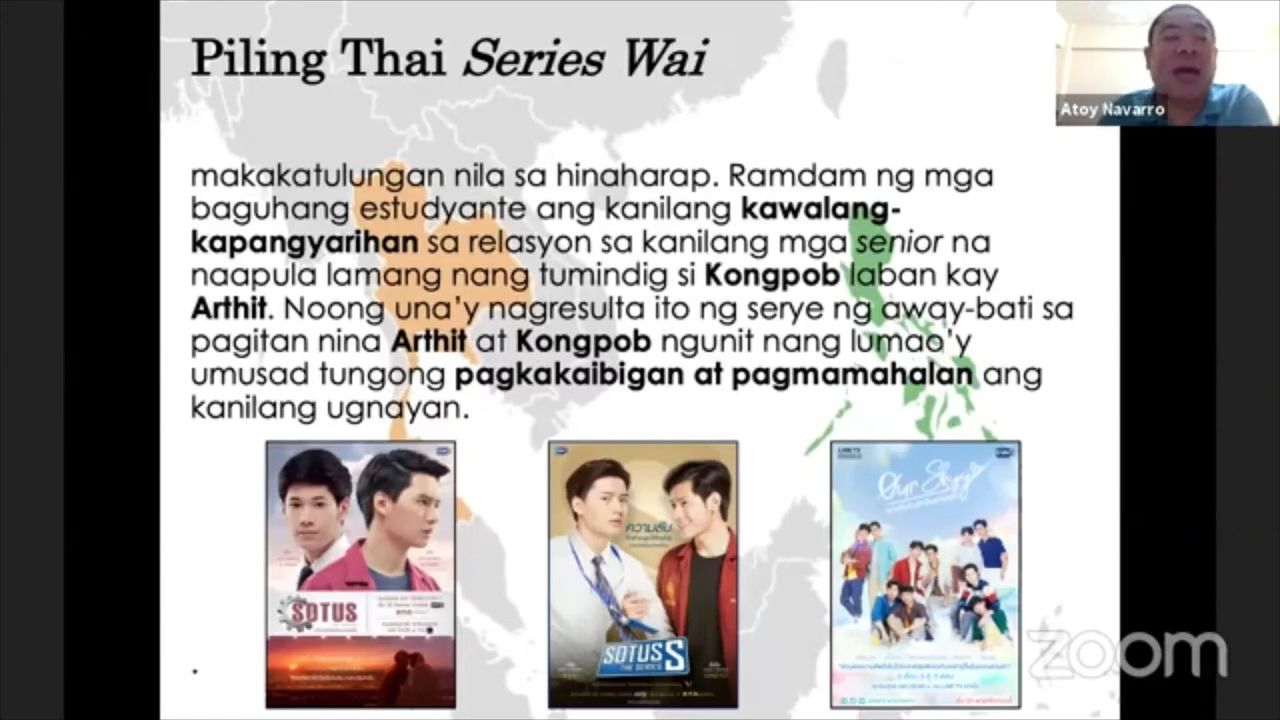 Piling Thai Series Wai
Atoy Navarro
makakatulungan nila sa hinaharap. Ramdam ng mga
baguhang estudyante ang kanilang kawalang-
kapangyarihan sa relasyon sa kanilang mga senior na
naapula lamang nang tumindig si Kongpob laban kay
Arthit. Noong una’y nagresulta ito ng serye ng away-bati sa
pagitan nina Arthit at Kongpob ngunit nang lumao’y
umusad tungong pagkakaibigan at pagmamahalan ang
kanilang ugnayan.
SOTUS
SOTUS S
THE SERIES
Our Skyy
zoom